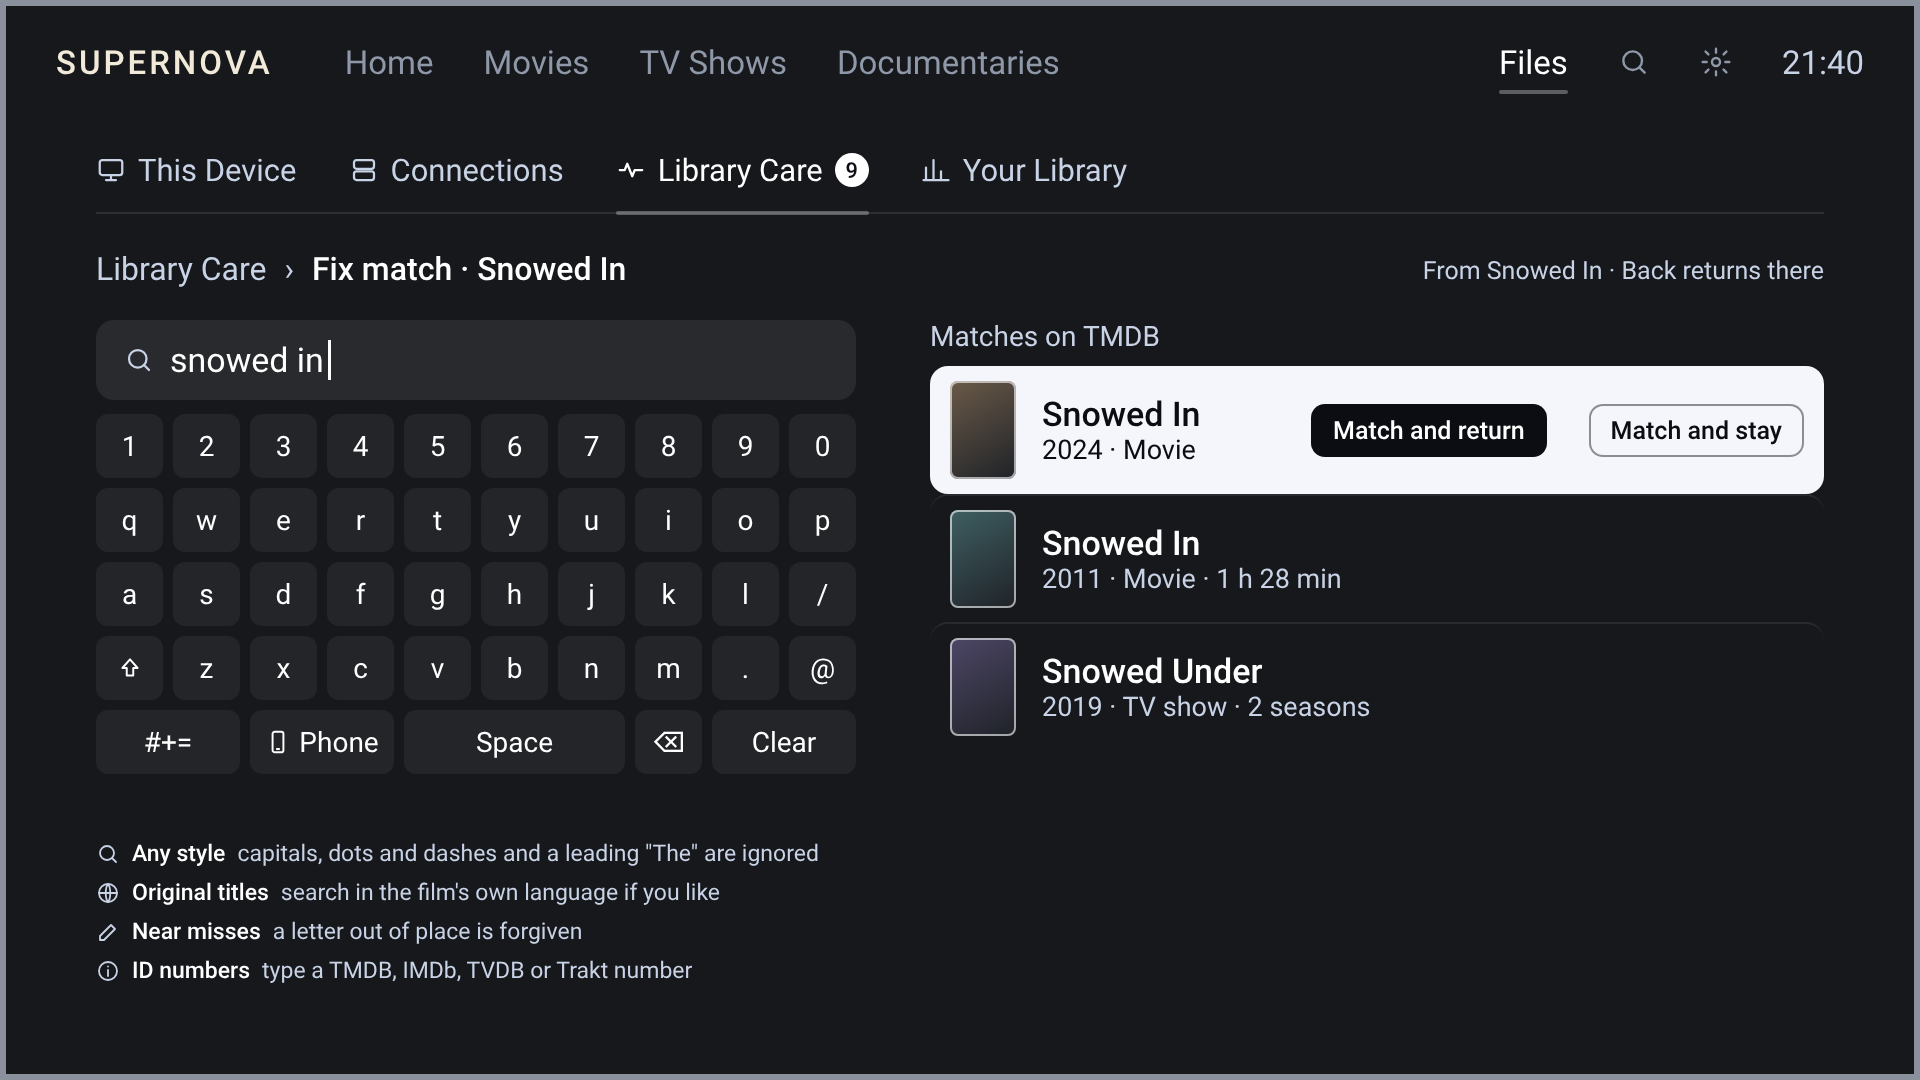 SUPERNOVA Home Movies TV Shows Documentaries Files 21:40
This Device Connections Library Care 9 Your Library
Library Care › Fix match · Snowed In
From Snowed In · Back returns there
snowed in
1 2 3 4 5 6 7 8 9 0
q w e r t y u i o p
a s d f g h j k l /
z x c v b n m . @
#+= Phone Space Clear
Any style capitals, dots and dashes and a leading "The" are ignored
Original titles search in the film's own language if you like
Near misses a letter out of place is forgiven
ID numbers type a TMDB, IMDb, TVDB or Trakt number
Matches on TMDB
Snowed In
2024 · Movie
Match and return Match and stay
Snowed In
2011 · Movie · 1 h 28 min
Snowed Under
2019 · TV show · 2 seasons